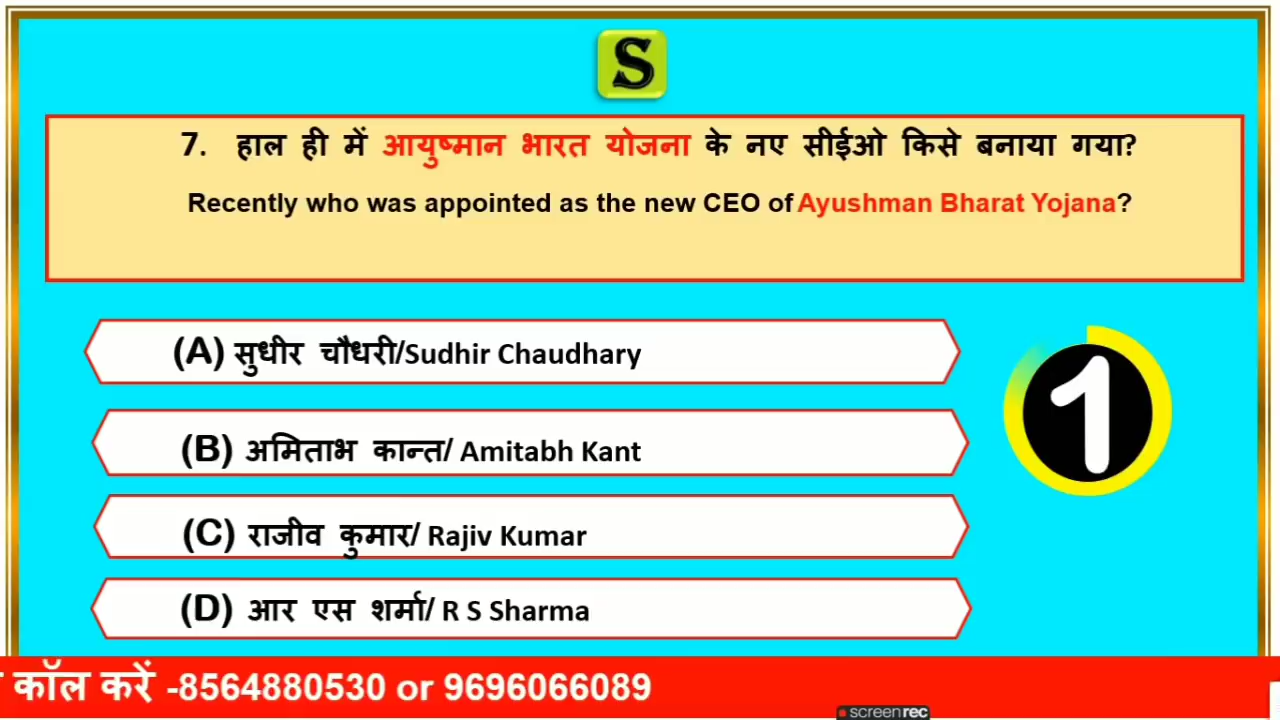 S
7. हाल ही में आयुष्मान भारत योजना के नए सीईओ किसे बनाया गया?
Recently who was appointed as the new CEO of Ayushman Bharat Yojana?
(A) सुधीर चौधरी/Sudhir Chaudhary
(B) अमिताभ कान्त/ Amitabh Kant
(C) राजीव कुमार/ Rajiv Kumar
(D) आर एस शर्मा/ R S Sharma
1
कॉल करें -8564880530 or 9696066089
screenrec